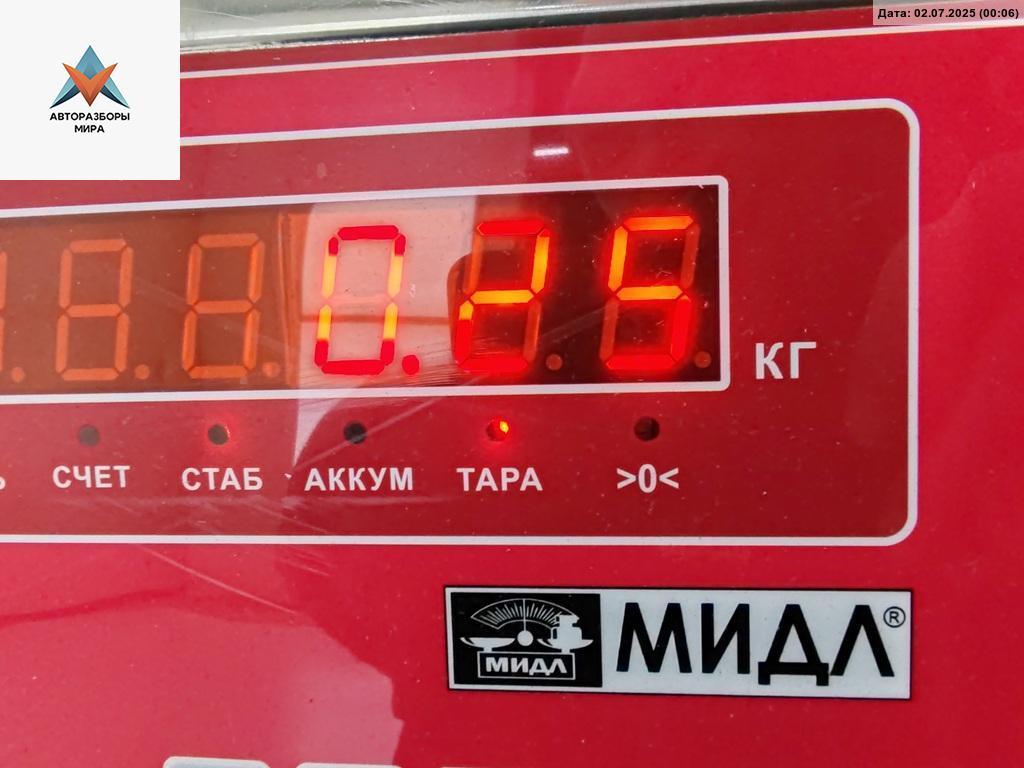 Дата: 02.07.2025 (00:06)
АВТОРАЗБОРЫ
МИРА
0.25
КГ
СЧЕТ СТАБ АККУМ ТАРА >0<
МИДЛ МИДЛ®